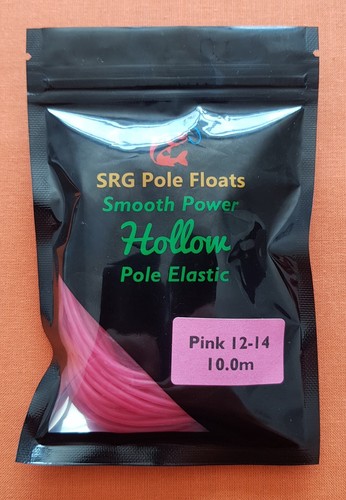 SRG Pole Floats
Smooth Power
Hollow
Pole Elastic
Pink 12-14
10.0m